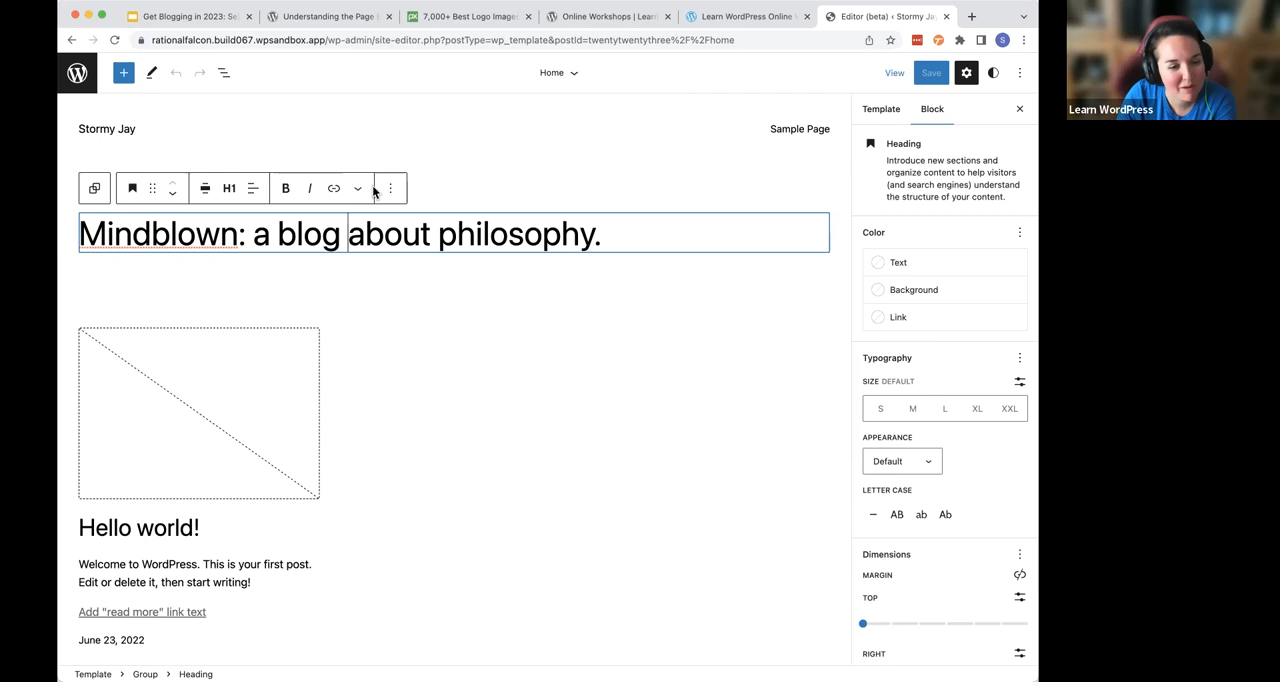 Get Blogging in 2023: Se
Understanding the Page
7,000+ Best Logo Image
Online Workshops | Learn
Learn WordPress Online
Editor (beta) ‹ Stormy Jay
rationalfalcon.build067.wpsandbox.app/wp-admin/site-editor.php?postType=wp_template&postId=twentytwentythree%2F%2Fhome
S
Learn WordPress
Home
View
Save
Template
Block
Stormy Jay
Sample Page
Heading
Introduce new sections and
organize content to help visitors
(and search engines) understand
the structure of your content.
H1
B
I
Mindblown: a blog about philosophy.
Color
Text
Background
Link
Typography
SIZE DEFAULT
S M L XL XXL
APPEARANCE
Default
LETTER CASE
– AB ab Ab
Dimensions
MARGIN
TOP
RIGHT
Hello world!
Welcome to WordPress. This is your first post.
Edit or delete it, then start writing!
Add "read more" link text
June 23, 2022
Template > Group > Heading